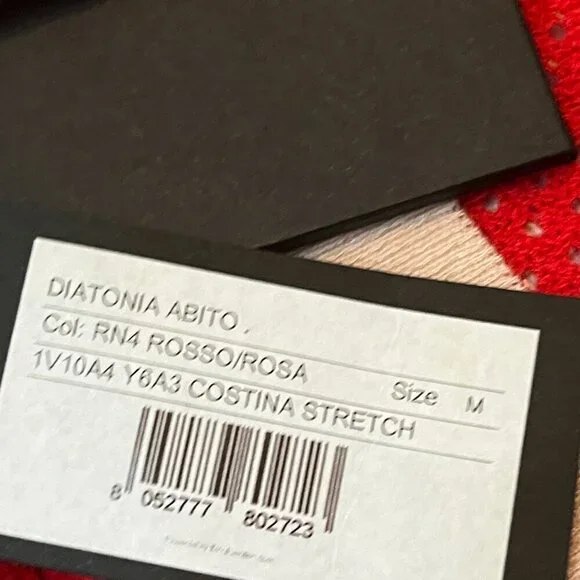 DIATONIA ABITO .
Col: RN4 ROSSO/ROSA
Size M
1V10A4 Y6A3 COSTINA STRETCH
8 052777 802723